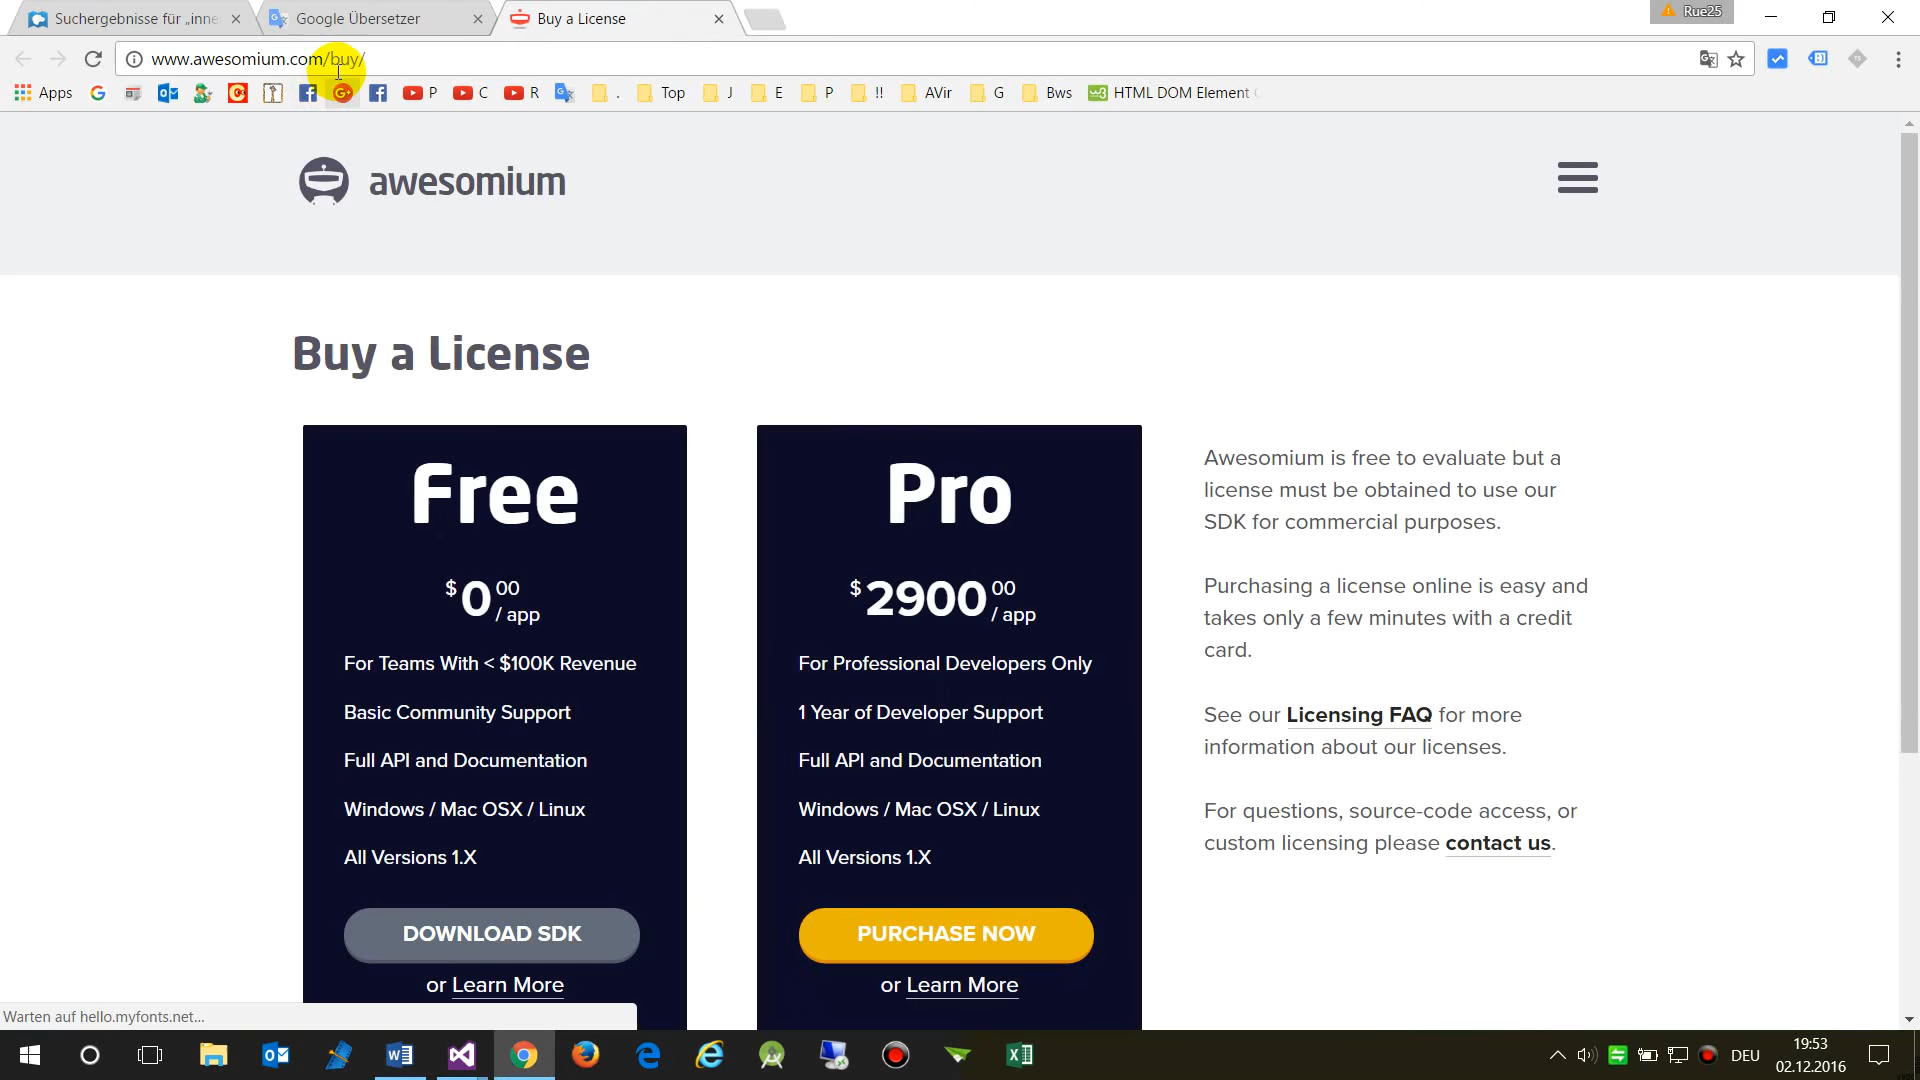 Suchergebnisse für „inne
Google Übersetzer
Buy a License
Rue25
www.awesomium.com/buy/
Apps
P
C
R
.
Top
J
E
P
!!
AVir
G
Bws
HTML DOM Element
awesomium
Buy a License
Free
$0 00 / app
For Teams With < $100K Revenue
Basic Community Support
Full API and Documentation
Windows / Mac OSX / Linux
All Versions 1.X
DOWNLOAD SDK
or Learn More
Pro
$2900 00 / app
For Professional Developers Only
1 Year of Developer Support
Full API and Documentation
Windows / Mac OSX / Linux
All Versions 1.X
PURCHASE NOW
or Learn More
Awesomium is free to evaluate but a
license must be obtained to use our
SDK for commercial purposes.
Purchasing a license online is easy and
takes only a few minutes with a credit
card.
See our Licensing FAQ for more
information about our licenses.
For questions, source-code access, or
custom licensing please contact us.
Warten auf hello.myfonts.net...
DEU
19:53
02.12.2016